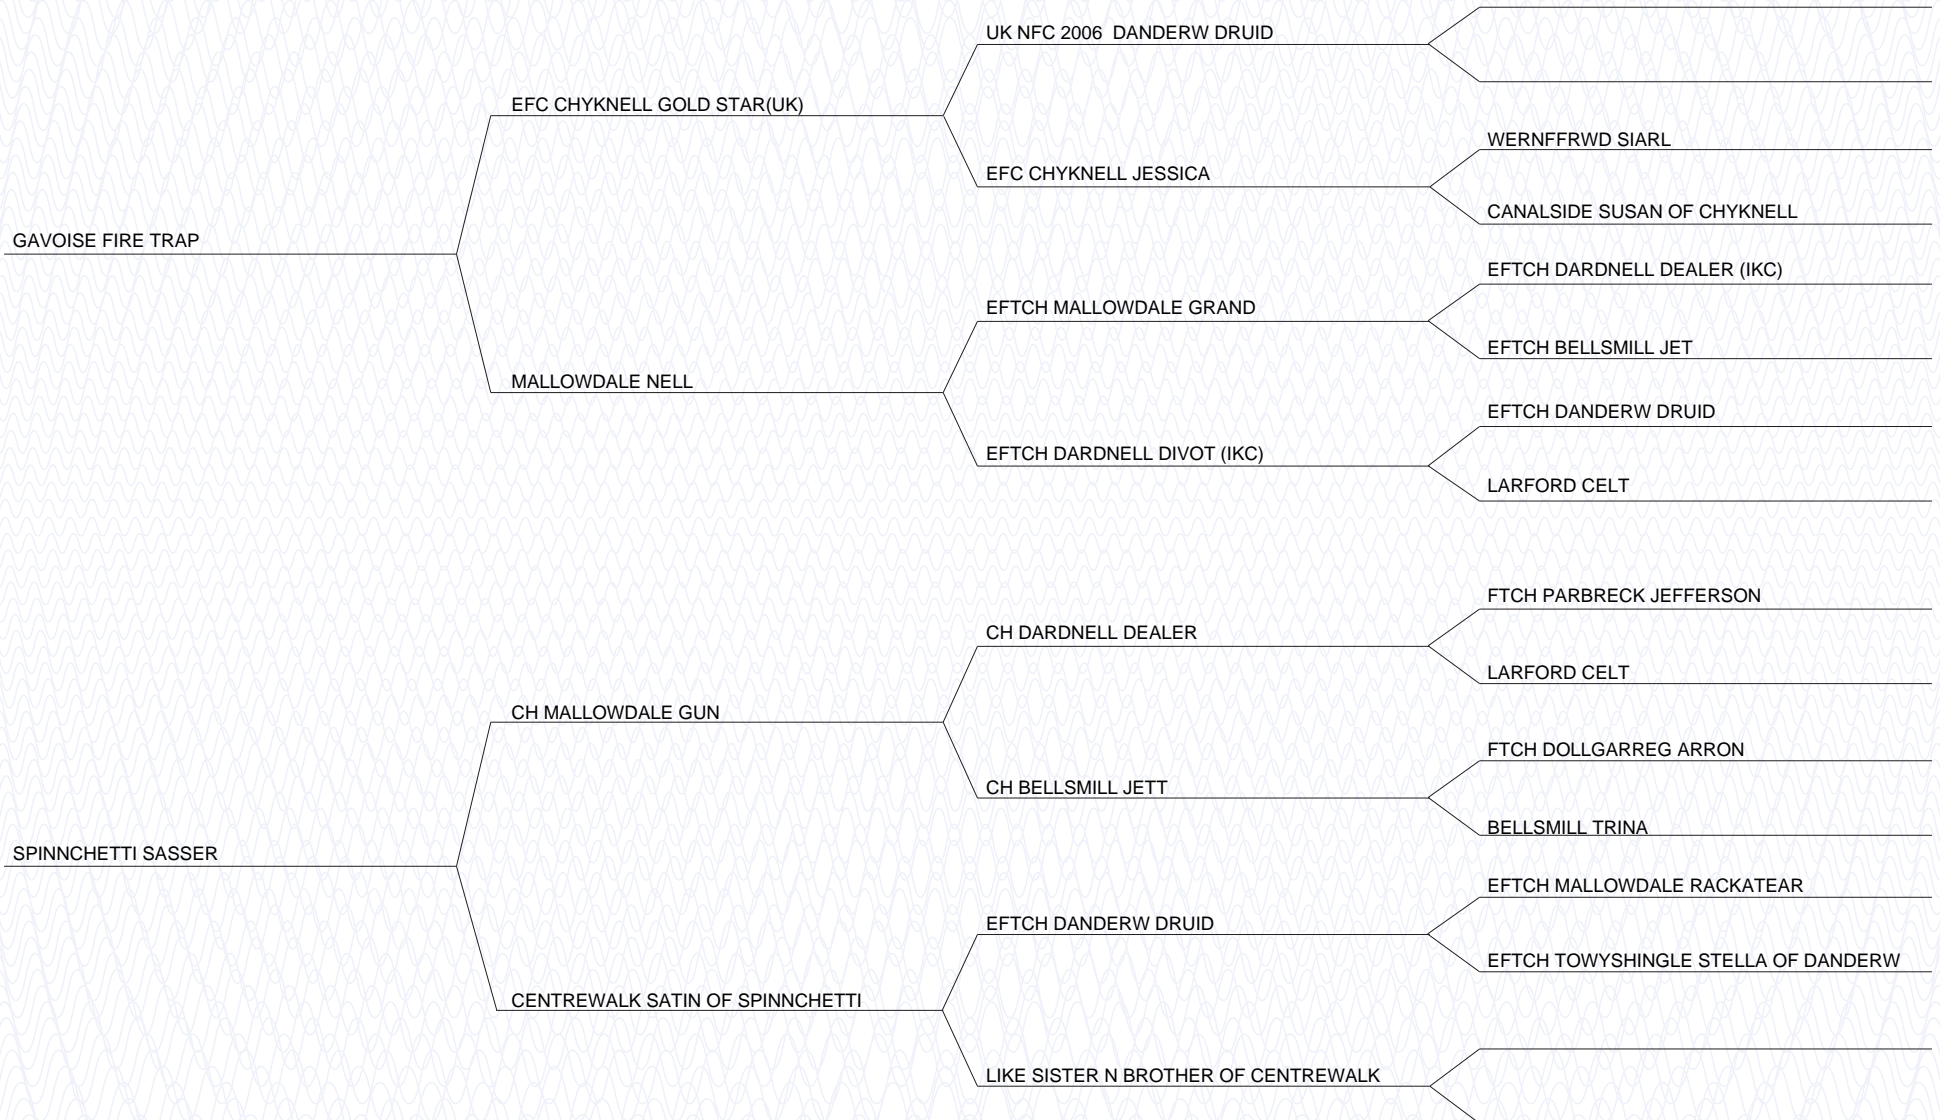 UK NFC 2006  DANDERW DRUID
EFC CHYKNELL GOLD STAR(UK)
WERNFFRWD SIARL
EFC CHYKNELL JESSICA
CANALSIDE SUSAN OF CHYKNELL
GAVOISE FIRE TRAP
EFTCH DARDNELL DEALER (IKC)
EFTCH MALLOWDALE GRAND
EFTCH BELLSMILL JET
MALLOWDALE NELL
EFTCH DANDERW DRUID
EFTCH DARDNELL DIVOT (IKC)
LARFORD CELT
FTCH PARBRECK JEFFERSON
CH DARDNELL DEALER
LARFORD CELT
CH MALLOWDALE GUN
FTCH DOLLGARREG ARRON
CH BELLSMILL JETT
BELLSMILL TRINA
SPINNCHETTI SASSER
EFTCH MALLOWDALE RACKATEAR
EFTCH DANDERW DRUID
EFTCH TOWYSHINGLE STELLA OF DANDERW
CENTREWALK SATIN OF SPINNCHETTI
LIKE SISTER N BROTHER OF CENTREWALK